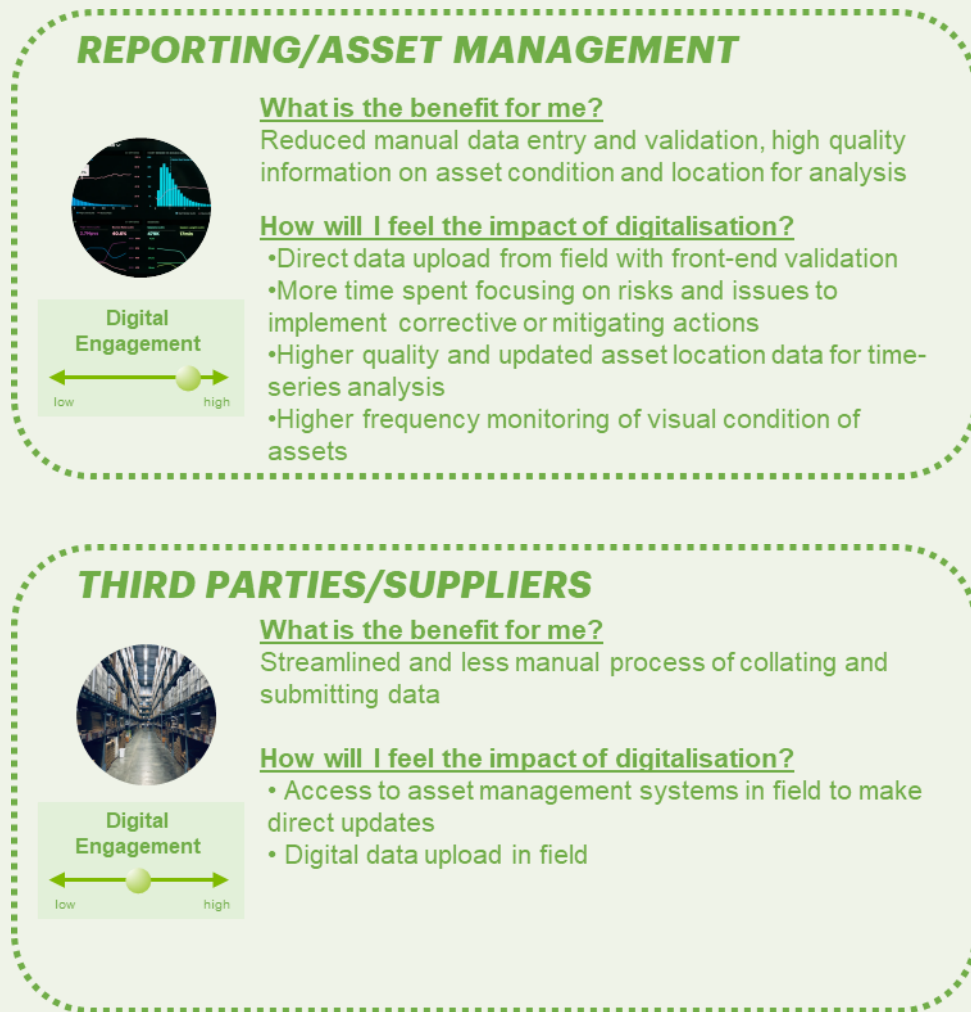 REPORTING/ASSET MANAGEMENT
What is the benefit for me?
Reduced manual data entry and validation, high quality
information on asset condition and location for analysis
How will I feel the impact of digitalisation?
•Direct data upload from field with front-end validation
•More time spent focusing on risks and issues to
implement corrective or mitigating actions
•Higher quality and updated asset location data for time-
series analysis
•Higher frequency monitoring of visual condition of
assets
Digital
Engagement
low high
THIRD PARTIES/SUPPLIERS
What is the benefit for me?
Streamlined and less manual process of collating and
submitting data
How will I feel the impact of digitalisation?
• Access to asset management systems in field to make
direct updates
• Digital data upload in field
Digital
Engagement
low high